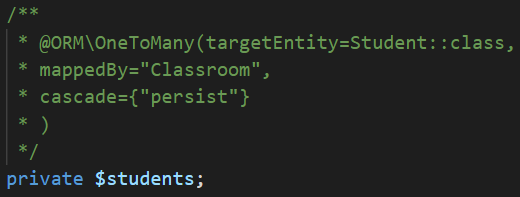 /**
* @ORM\OneToMany(targetEntity=Student::class,
* mappedBy="Classroom",
* cascade={"persist"}
* )
*/
private $students;